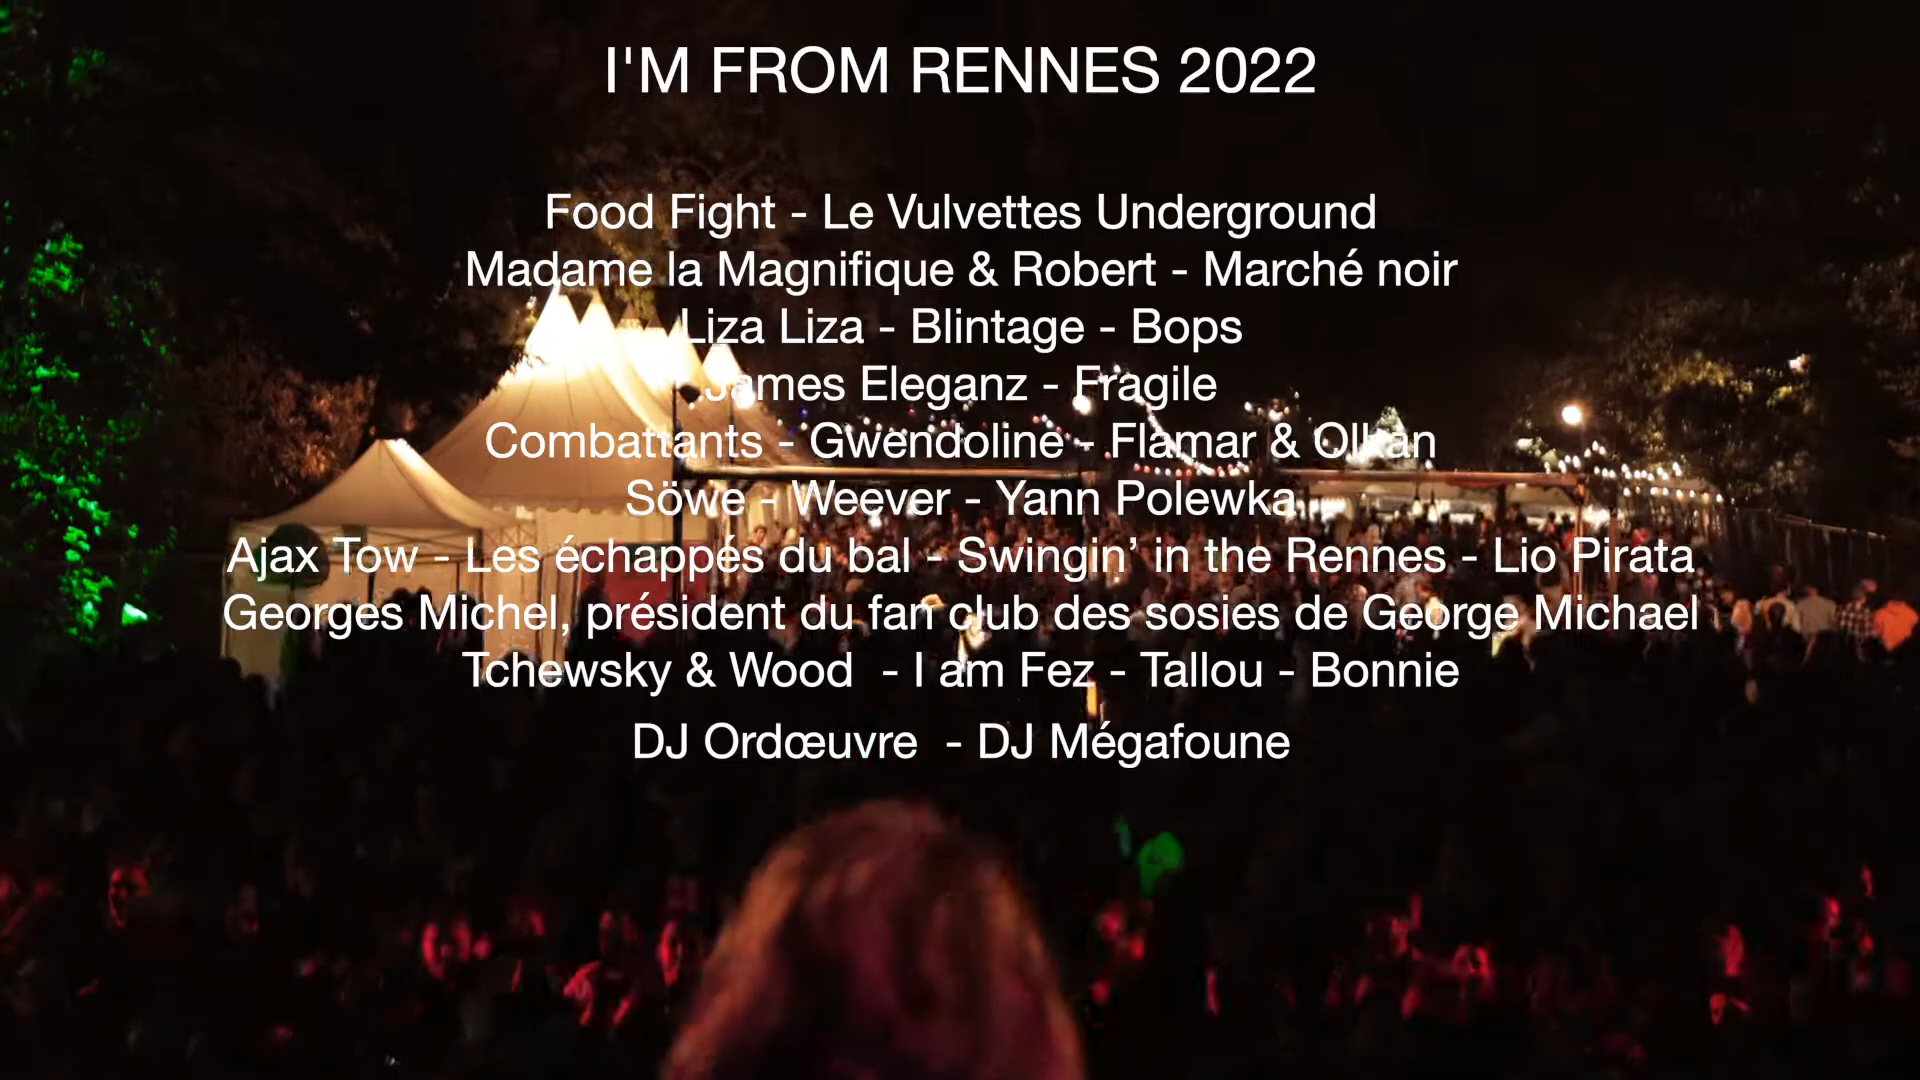 I'M FROM RENNES 2022
Food Fight - Le Vulvettes Underground
Madame la Magnifique & Robert - Marché noir
Liza Liza - Blintage - Bops
James Eleganz - Fragile
Combattants - Gwendoline - Flamar & Olkan
Söwe - Weever - Yann Polewka
Ajax Tow - Les échappés du bal - Swingin’ in the Rennes - Lio Pirata
Georges Michel, président du fan club des sosies de George Michael
Tchewsky & Wood  - I am Fez - Tallou - Bonnie
DJ Ordœuvre  - DJ Mégafoune